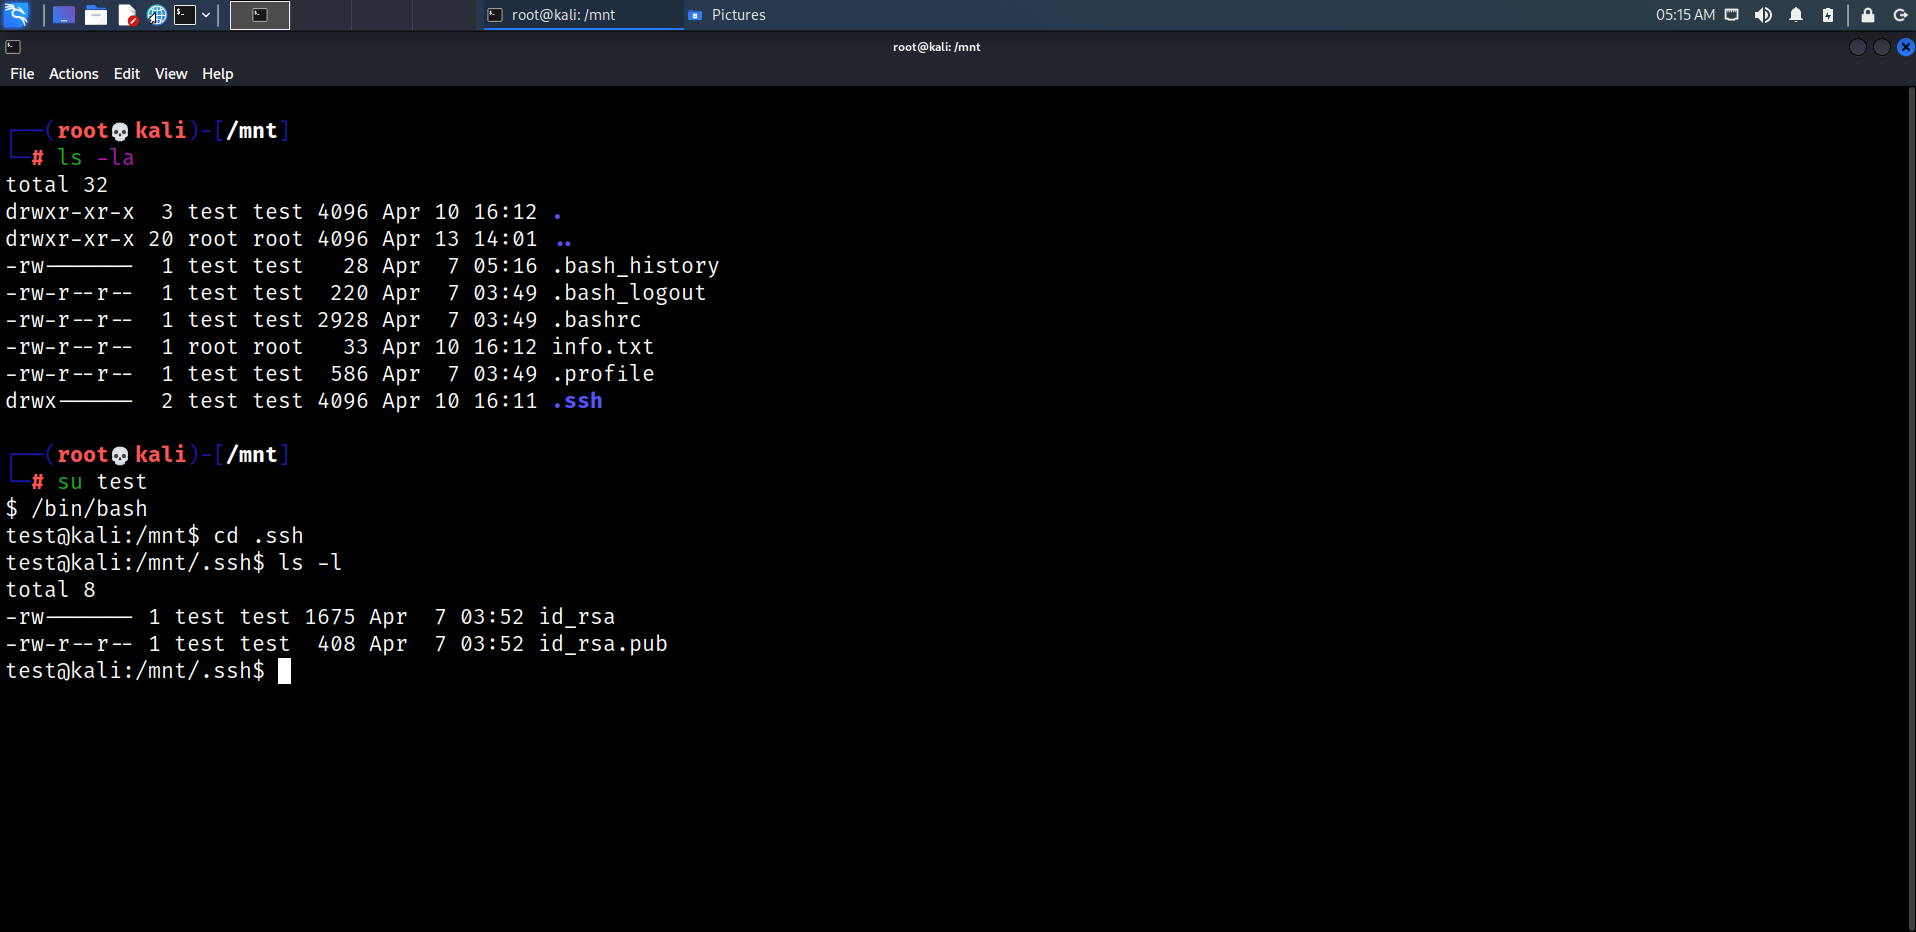 root@kali: /mnt
Pictures
05:15 AM
root@kali: /mnt
File Actions Edit View Help
┌──(root💀kali)-[/mnt]
└─# ls -la
total 32
drwxr-xr-x  3 test test 4096 Apr 10 16:12 .
drwxr-xr-x 20 root root 4096 Apr 13 14:01 ..
-rw-------  1 test test   28 Apr  7 05:16 .bash_history
-rw-r--r--  1 test test  220 Apr  7 03:49 .bash_logout
-rw-r--r--  1 test test 2928 Apr  7 03:49 .bashrc
-rw-r--r--  1 root root   33 Apr 10 16:12 info.txt
-rw-r--r--  1 test test  586 Apr  7 03:49 .profile
drwx------  2 test test 4096 Apr 10 16:11 .ssh
┌──(root💀kali)-[/mnt]
└─# su test
$ /bin/bash
test@kali:/mnt$ cd .ssh
test@kali:/mnt/.ssh$ ls -l
total 8
-rw------- 1 test test 1675 Apr  7 03:52 id_rsa
-rw-r--r-- 1 test test  408 Apr  7 03:52 id_rsa.pub
test@kali:/mnt/.ssh$